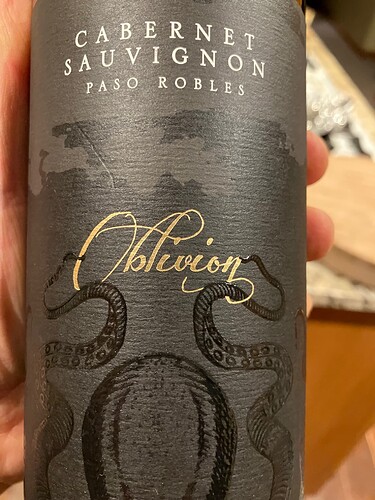 CABERNET
SAUVIGNON
PASO ROBLES
Oblivion